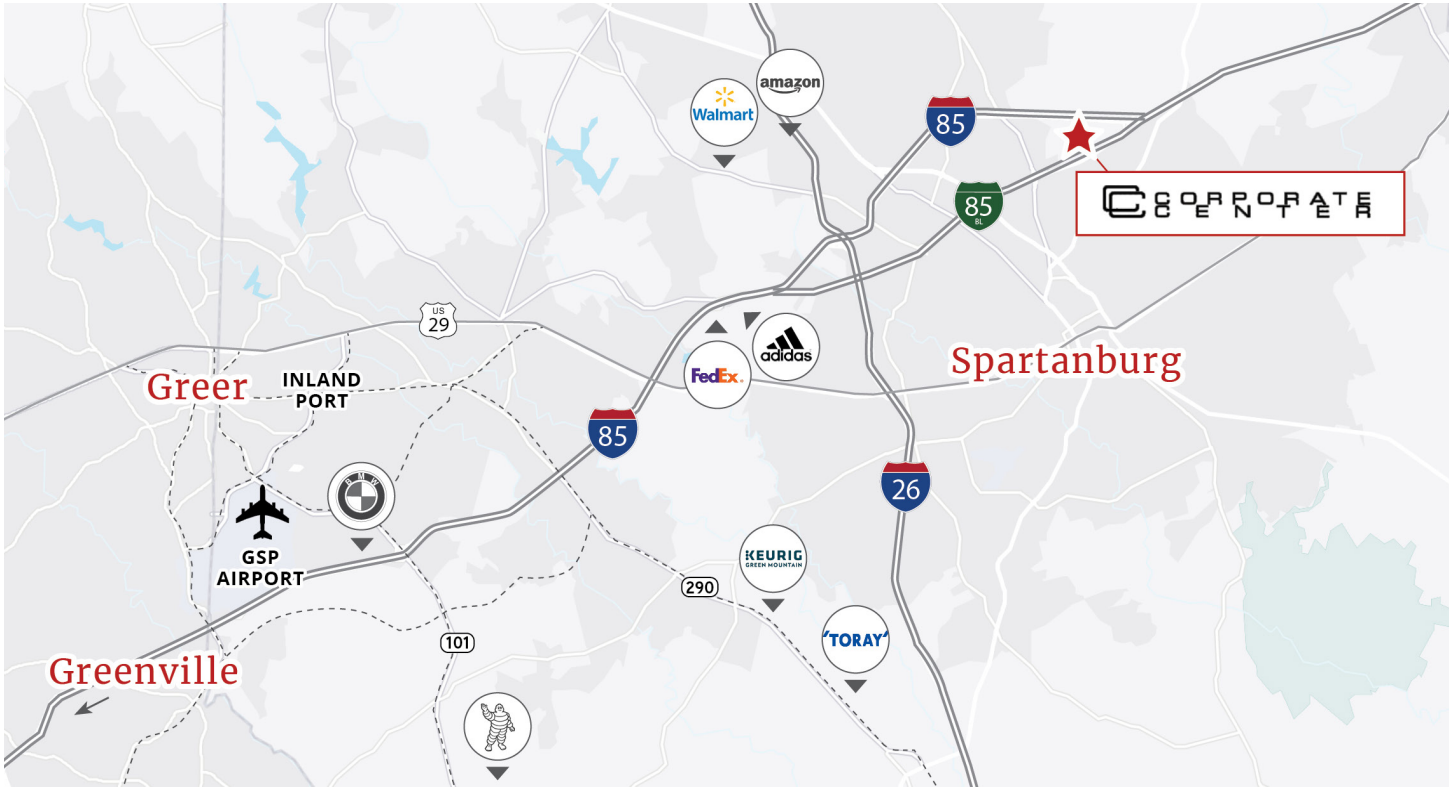 amazon
Walmart
85
85
BL
CORPORATE
CENTER
US
29
adidas
FedEx
Spartanburg
Greer
INLAND
PORT
85
26
BMW
GSP
AIRPORT
KEURIG
GREEN MOUNTAIN
290
'TORAY'
101
Greenville